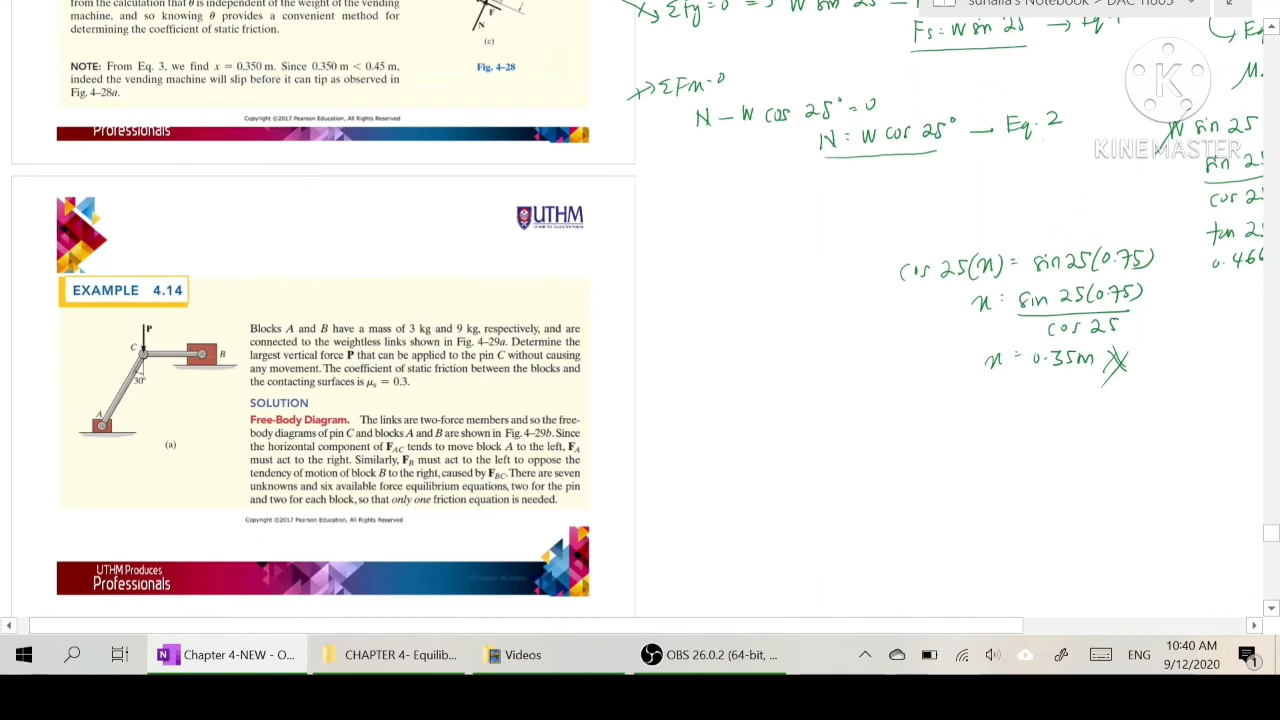 from the calculation that θ is independent of the weight of the vending
machine, and so knowing θ provides a convenient method for
determining the coefficient of static friction.
F
N
(c)
NOTE: From Eq. 3, we find x = 0.350 m. Since 0.350 m < 0.45 m,
indeed the vending machine will slip before it can tip as observed in
Fig. 4–28a.
Fig. 4–28
Copyright ©2017 Pearson Education, All Rights Reserved
Professionals
UTHM
EXAMPLE 4.14
P
C
B
30°
A
(a)
Blocks A and B have a mass of 3 kg and 9 kg, respectively, and are
connected to the weightless links shown in Fig. 4–29a. Determine the
largest vertical force P that can be applied to the pin C without causing
any movement. The coefficient of static friction between the blocks and
the contacting surfaces is μs = 0.3.
SOLUTION
Free-Body Diagram. The links are two-force members and so the free-
body diagrams of pin C and blocks A and B are shown in Fig. 4–29b. Since
the horizontal component of FAC tends to move block A to the left, FA
must act to the right. Similarly, FB must act to the left to oppose the
tendency of motion of block B to the right, caused by FBC. There are seven
unknowns and six available force equilibrium equations, two for the pin
and two for each block, so that only one friction equation is needed.
Copyright ©2017 Pearson Education, All Rights Reserved
UTHM Produces
Professionals
ΣFy=0
Fs = W sin 25
ΣFx=0
N - W cos 25° = 0
N = W cos 25° → Eq. 2
W sin 25
sin 2
cos 2
tan 2
0.466
cos 25(x) = sin 25(0.75)
x = sin 25(0.75)
cos 25
x = 0.35m
K
KINEMASTER
Chapter 4-NEW - O...
CHAPTER 4- Equilib...
Videos
OBS 26.0.2 (64-bit, ...
ENG
10:40 AM
9/12/2020
1